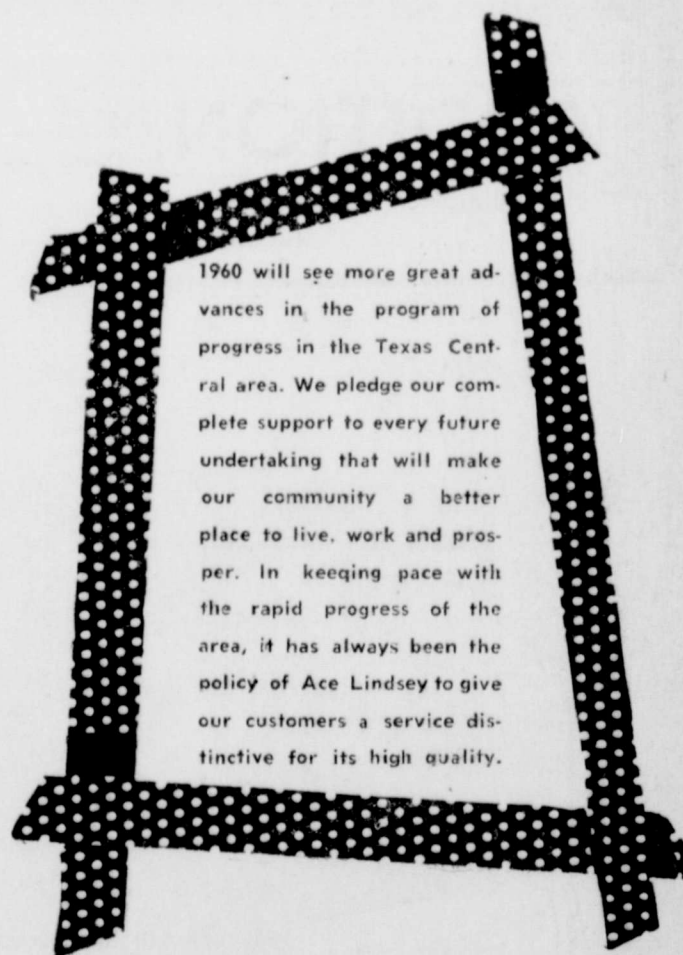 1960 will see more great ad-
vances in the program of
progress in the Texas Cent-
ral area. We pledge our com-
plete support to every future
undertaking that will make
our community a better
place to live, work and pros-
per. In keeqing pace with
the rapid progress of the
area, it has always been the
policy of Ace Lindsey to give
our customers a service dis-
tinctive for its high quality.